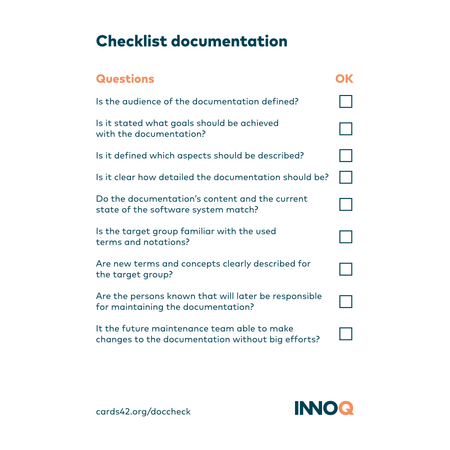 Checklist documentation
Questions OK
Is the audience of the documentation defined?
Is it stated what goals should be achieved
with the documentation?
Is it defined which aspects should be described?
Is it clear how detailed the documentation should be?
Do the documentation's content and the current
state of the software system match?
Is the target group familiar with the used
terms and notations?
Are new terms and concepts clearly described for
the target group?
Are the persons known that will later be responsible
for maintaining the documentation?
It the future maintenance team able to make
changes to the documentation without big efforts?
cards42.org/doccheck INNOQ